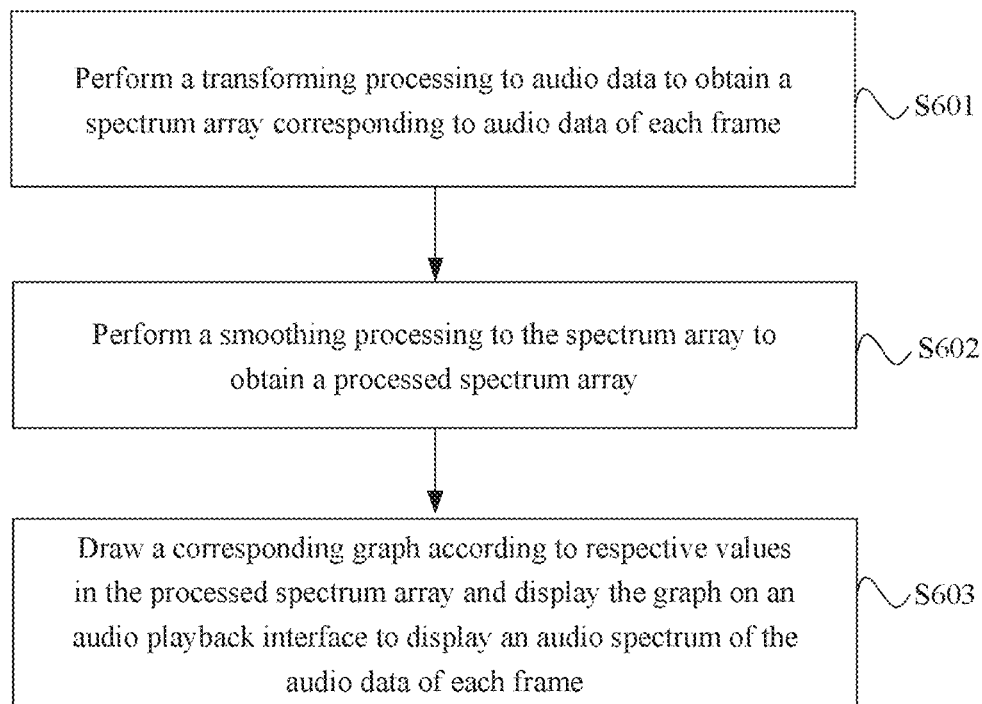 Perform a transforming processing to audio data to obtain a
spectrum array corresponding to audio data of each frame
S601
Perform a smoothing processing to the spectrum array to
obtain a processed spectrum array
S602
Draw a corresponding graph according to respective values
in the processed spectrum array and display the graph on an
audio playback interface to display an audio spectrum of the
audio data of each frame
S603